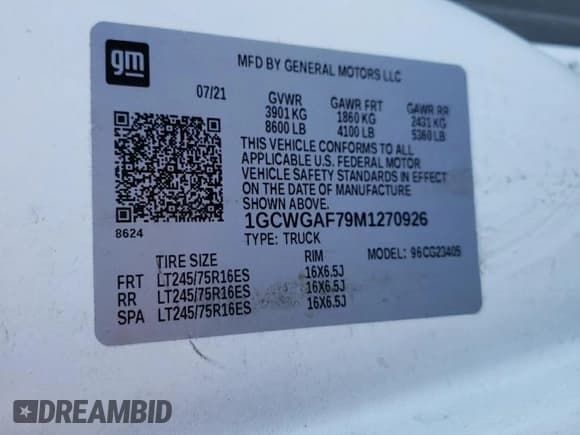 gm
MFD BY GENERAL MOTORS LLC
07/21 GVWR GAWR FRT GAWR RR
3901 KG 1860 KG 2431 KG
8600 LB 4100 LB 5360 LB
THIS VEHICLE CONFORMS TO ALL
APPLICABLE U.S. FEDERAL MOTOR
VEHICLE SAFETY STANDARDS IN EFFECT
ON THE DATE OF MANUFACTURE
SHOWN ABOVE.
8624 1GCWGAF79M1270926
TYPE: TRUCK MODEL: 96CG23405
TIRE SIZE RIM
FRT LT245/75R16ES 16X6.5J
RR LT245/75R16ES 16X6.5J
SPA LT245/75R16ES 16X6.5J
DREAMBID